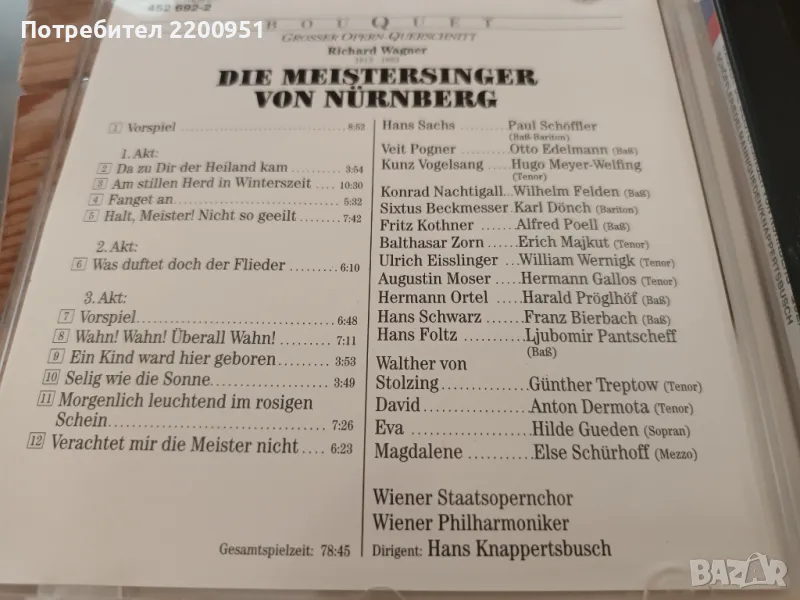 Потребител 2200951
452 692-2
BOUQUET
GROSSER OPERN-QUERSCHNITT
Richard Wagner
1813 - 1883
DIE MEISTERSINGER
VON NÜRNBERG
1 Vorspiel 8:52
1. Akt:
2 Da zu Dir der Heiland kam 3:54
3 Am stillen Herd in Winterszeit 10:30
4 Fanget an 5:32
5 Halt, Meister! Nicht so geeilt 7:42
2. Akt:
6 Was duftet doch der Flieder 6:10
3. Akt:
7 Vorspiel 6:48
8 Wahn! Wahn! Überall Wahn! 7:11
9 Ein Kind ward hier geboren 3:53
10 Selig wie die Sonne 3:49
11 Morgenlich leuchtend im rosigen
Schein 7:26
12 Verachtet mir die Meister nicht 6:23
Gesamtspielzeit: 78:45
Hans Sachs Paul Schöffler
(Baß-Bariton)
Veit Pogner Otto Edelmann (Baß)
Kunz Vogelsang Hugo Meyer-Welfing
(Tenor)
Konrad Nachtigall Wilhelm Felden (Baß)
Sixtus Beckmesser Karl Dönch (Bariton)
Fritz Kothner Alfred Poell (Baß)
Balthasar Zorn Erich Majkut (Tenor)
Ulrich Eisslinger William Wernigk (Tenor)
Augustin Moser Hermann Gallos (Tenor)
Hermann Ortel Harald Pröglhöf (Baß)
Hans Schwarz Franz Bierbach (Baß)
Hans Foltz Ljubomir Pantscheff
(Baß)
Walther von
Stolzing Günther Treptow (Tenor)
David Anton Dermota (Tenor)
Eva Hilde Gueden (Sopran)
Magdalene Else Schürhoff (Mezzo)
Wiener Staatsopernchor
Wiener Philharmoniker
Dirigent: Hans Knappertsbusch
BAZAR